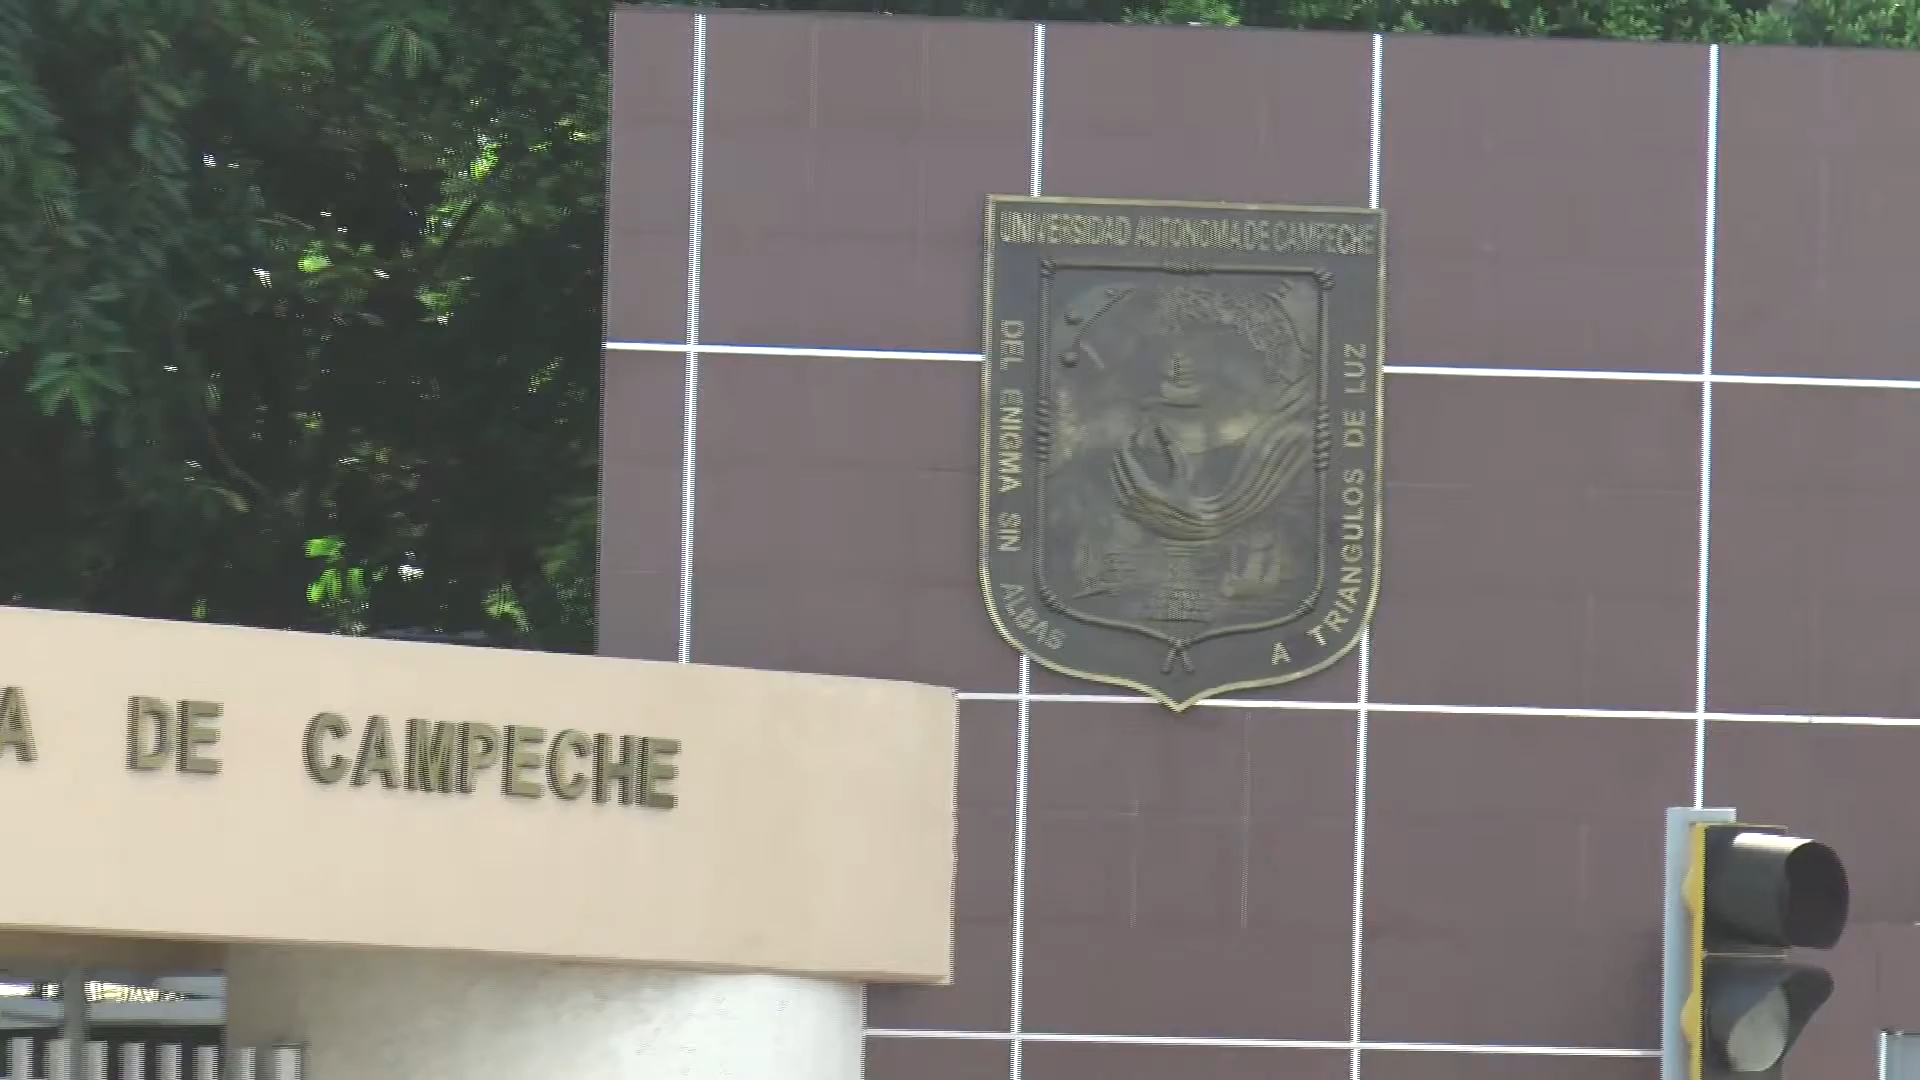 UNIVERSIDAD AUTONOMA DE CAMPECHE
DEL ENIGMA SIN ALBAS
A TRIANGULOS DE LUZ
A DE CAMPECHE